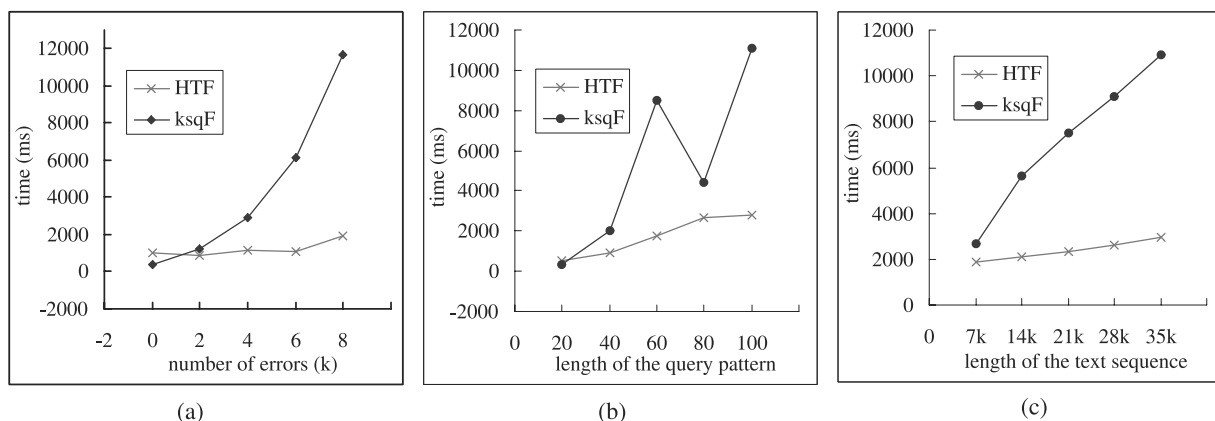 12000
10000
8000
6000
4000
2000
0
-2000
time (ms)
HTF
ksqF
-2 0 2 4 6 8
number of errors (k)
(a)
12000
10000
8000
6000
4000
2000
0
-2000
time (ms)
HTF
ksqF
0 20 40 60 80 100
length of the query pattern
(b)
12000
10000
8000
6000
4000
2000
0
time (ms)
HTF
ksqF
0 7k 14k 21k 28k 35k
length of the text sequence
(c)